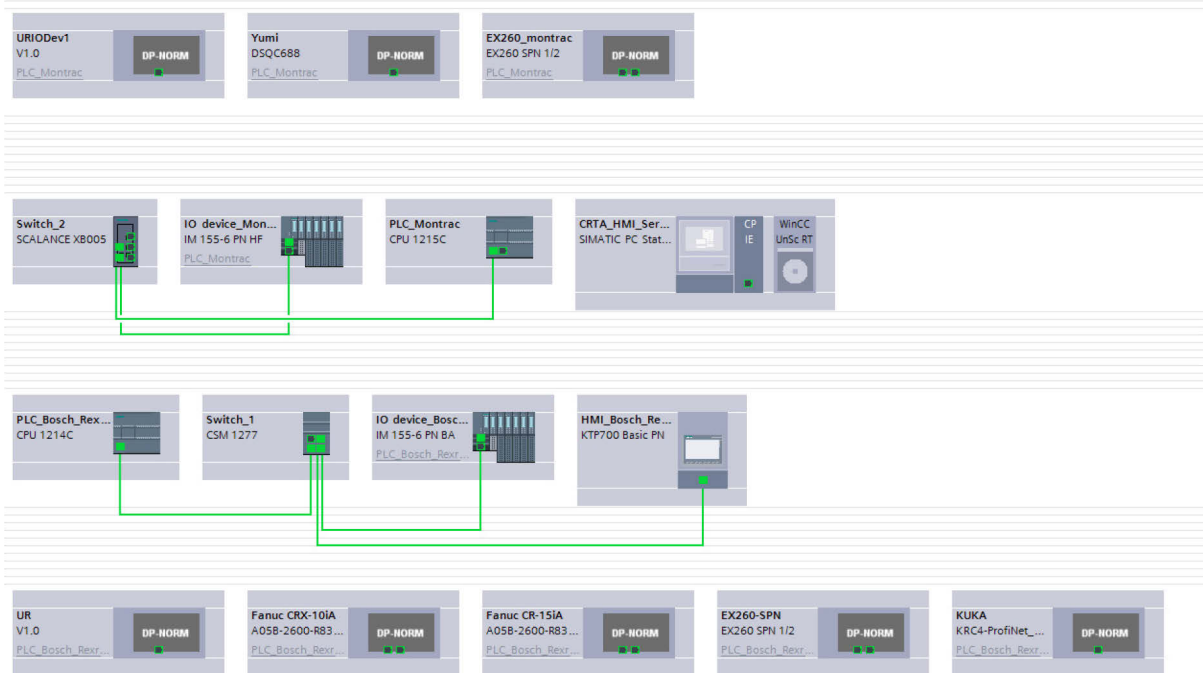 URIODev1
V1.0
DP-NORM
PLC_Montrac
Yumi
DSQC688
DP-NORM
PLC_Montrac
EX260_montrac
EX260 SPN 1/2
DP-NORM
PLC_Montrac
Switch_2
SCALANCE XB005
IO device_Mon...
IM 155-6 PN HF
PLC_Montrac
PLC_Montrac
CPU 1215C
CRTA_HMI_Ser...
SIMATIC PC Stat...
CP
IE
WinCC
UnSc RT
PLC_Bosch_Rex...
CPU 1214C
Switch_1
CSM 1277
IO device_Bosc...
IM 155-6 PN BA
PLC_Bosch_Rexr...
HMI_Bosch_Re...
KTP700 Basic PN
UR
V1.0
DP-NORM
PLC_Bosch_Rexr...
Fanuc CRX-10iA
A05B-2600-R83...
DP-NORM
PLC_Bosch_Rexr...
Fanuc CR-15iA
A05B-2600-R83...
DP-NORM
PLC_Bosch_Rexr...
EX260-SPN
EX260 SPN 1/2
DP-NORM
PLC_Bosch_Rexr...
KUKA
KRC4-ProfiNet_...
DP-NORM
PLC_Bosch_Rexr...